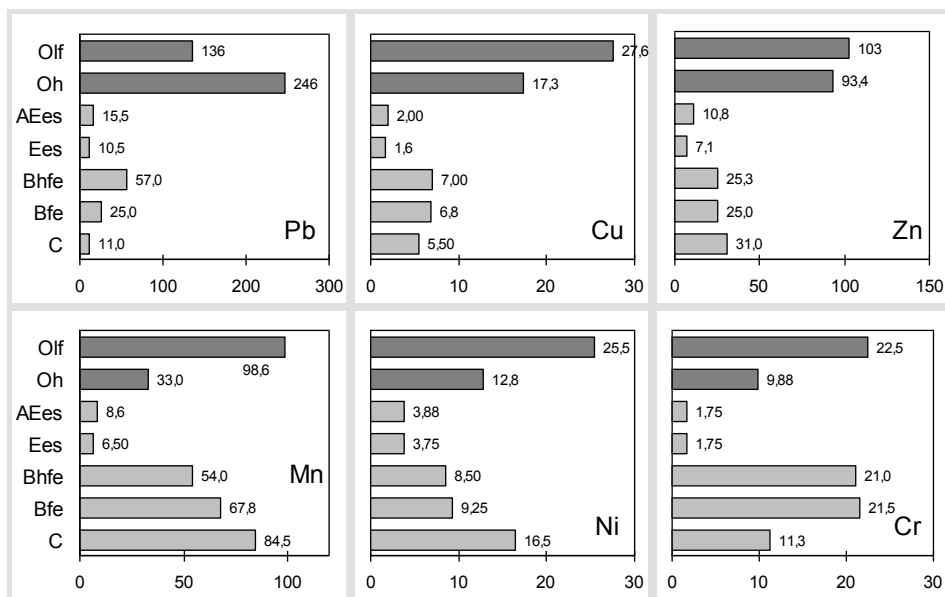 Olf 136 27,6 103
Oh 246 17,3 93,4
AEes 15,5 2,00 10,8
Ees 10,5 1,6 7,1
Bhfe 57,0 7,00 25,3
Bfe 25,0 6,8 25,0
C 11,0 5,50 31,0
Pb Cu Zn
0 100 200 300 0 10 20 30 0 50 100 150
Olf 98,6 25,5 22,5
Oh 33,0 12,8 9,88
AEes 8,6 3,88 1,75
Ees 6,50 3,75 1,75
Bhfe 54,0 8,50 21,0
Bfe 67,8 9,25 21,5
C 84,5 16,5 11,3
Mn Ni Cr
0 50 100 0 10 20 30 0 10 20 30